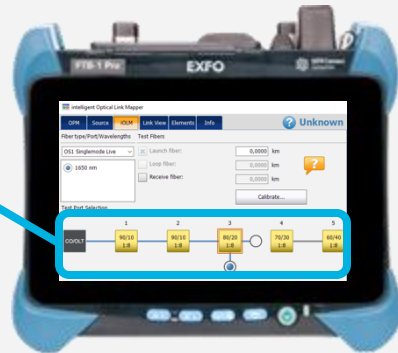 FTB-1 Pro
EXFO
intelligent Optical Link Mapper
OPM Source iOLM Link View Elements Info
? Unknown
Fiber type/Port/Wavelengths Test Fibers
OS1 Singlemode Live
1650 nm
Launch fiber: 0,0000 km
Loop fiber: 0,0000 km
Receive fiber: 0,0000 km
?
Calibrate...
Test Port Selection
1 2 3 4 5
CO/OLT
90/10 90/10 80/20 70/30 60/40
1:8 1:8 1:8 1:8 1:8